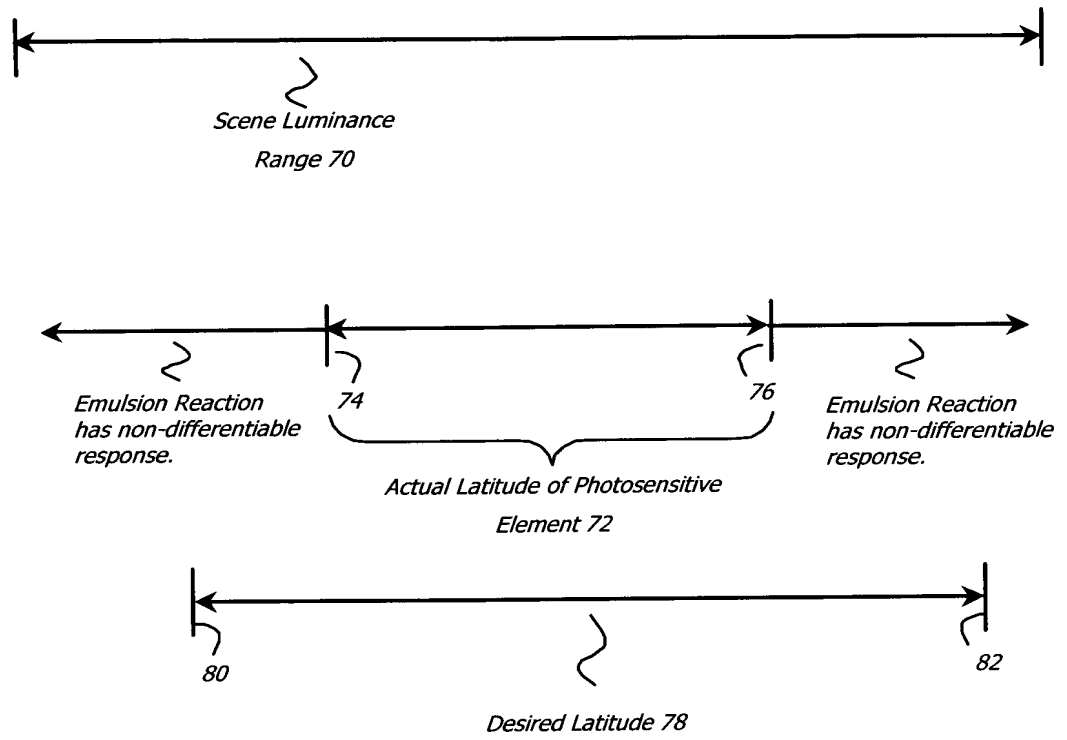 Scene Luminance
Range 70
74
76
Emulsion Reaction
has non-differentiable
response.
Emulsion Reaction
has non-differentiable
response.
Actual Latitude of Photosensitive
Element 72
80
82
Desired Latitude 78